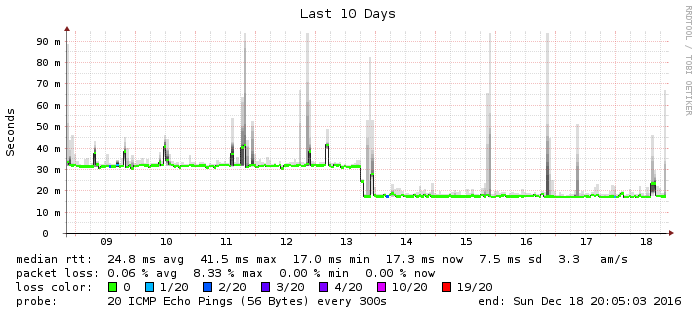 Last 10 Days
RRDTOOL / TOBI OETIKER
Seconds
90 m
80 m
70 m
60 m
50 m
40 m
30 m
20 m
10 m
0
09 10 11 12 13 14 15 16 17 18
median rtt: 24.8 ms avg 41.5 ms max 17.0 ms min 17.3 ms now 7.5 ms sd 3.3 am/s
packet loss: 0.06 % avg 8.33 % max 0.00 % min 0.00 % now
loss color: 0 1/20 2/20 3/20 4/20 10/20 19/20
probe: 20 ICMP Echo Pings (56 Bytes) every 300s end: Sun Dec 18 20:05:03 2016